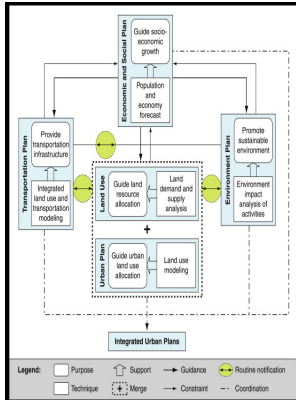 Economic and Social Plan
Guide socio-
economic
growth
Population
and
economy
forecast
Transportation Plan
Provide
transportation
infrastructure
Integrated
land use and
transportation
modeling
Land Use
Guide land
resource
allocation
Land
demand and
supply
analysis
+
Urban Plan
Guide urban
land use
allocation
Land use
modeling
Environment Plan
Promote
sustainable
environment
Environment
impact
analysis of
activities
Integrated Urban Plans
Legend:
Purpose
Support
Guidance
Routine notification
Technique
+ Merge
Constraint
Coordination